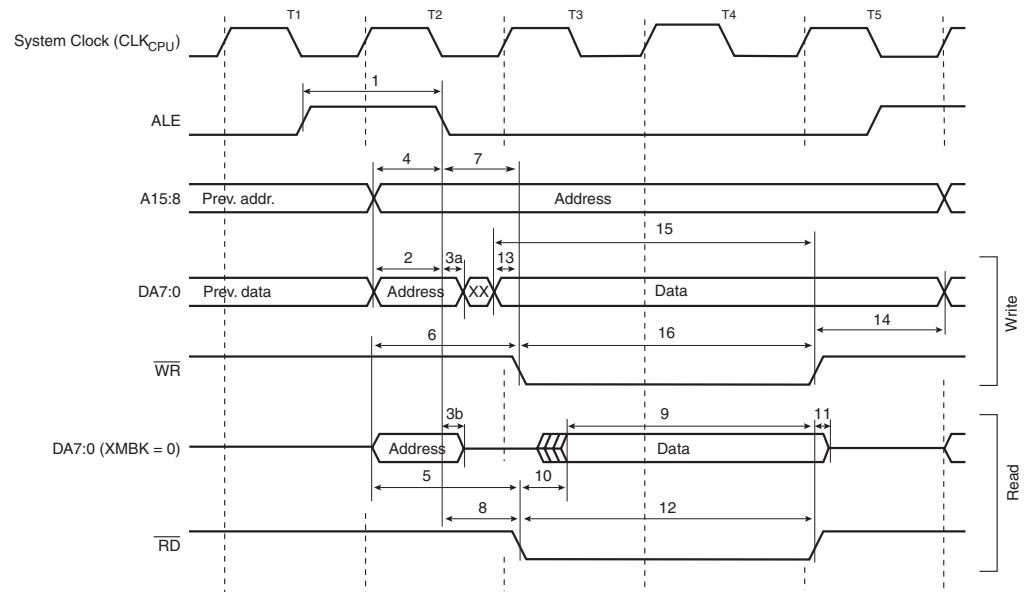 T1 T2 T3 T4 T5
System Clock (CLKCPU)
1
ALE
4 7
A15:8 Prev. addr. Address
15
2 3a 13
DA7:0 Prev. data Address XX Data
14
6 16
WR
Write
3b 9 11
DA7:0 (XMBK = 0) Address Data
5 10
Read
8 12
RD